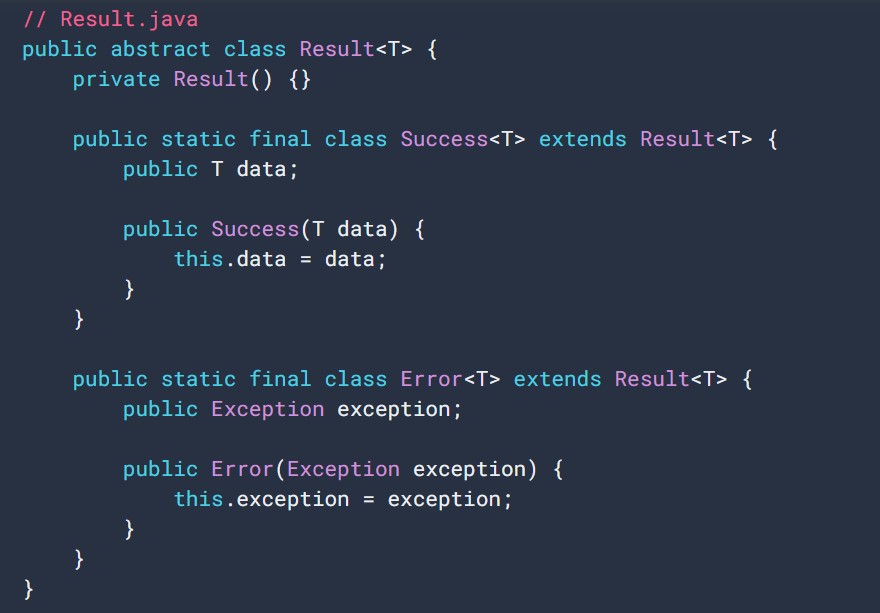 // Result.java
public abstract class Result<T> {
    private Result() {}

    public static final class Success<T> extends Result<T> {
        public T data;

        public Success(T data) {
            this.data = data;
        }
    }

    public static final class Error<T> extends Result<T> {
        public Exception exception;

        public Error(Exception exception) {
            this.exception = exception;
        }
    }
}